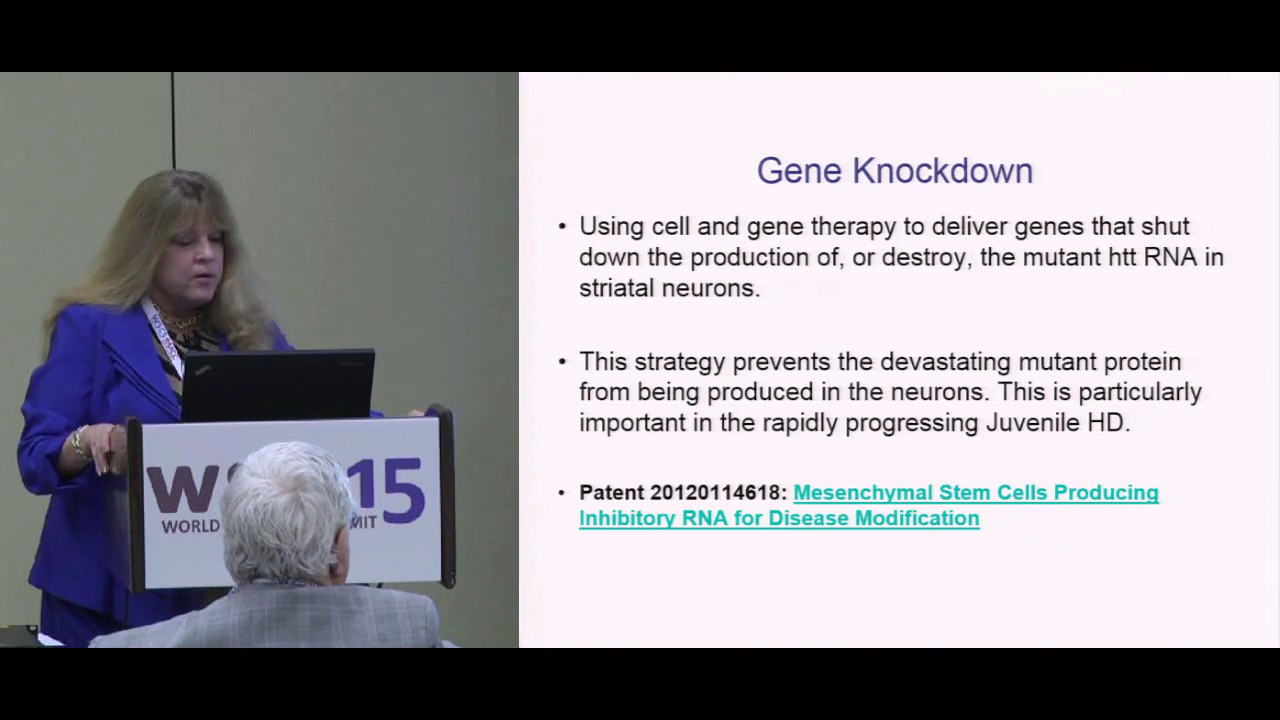 Gene Knockdown
• Using cell and gene therapy to deliver genes that shut
down the production of, or destroy, the mutant htt RNA in
striatal neurons.
• This strategy prevents the devastating mutant protein
from being produced in the neurons. This is particularly
important in the rapidly progressing Juvenile HD.
• Patent 20120114618: Mesenchymal Stem Cells Producing
Inhibitory RNA for Disease Modification
15
WORLD